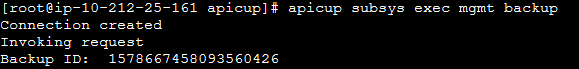 [root@ip-10-212-25-161 apicup]# apicup subsys exec mgmt backup
Connection created
Invoking request
Backup ID:  1578667458093560426